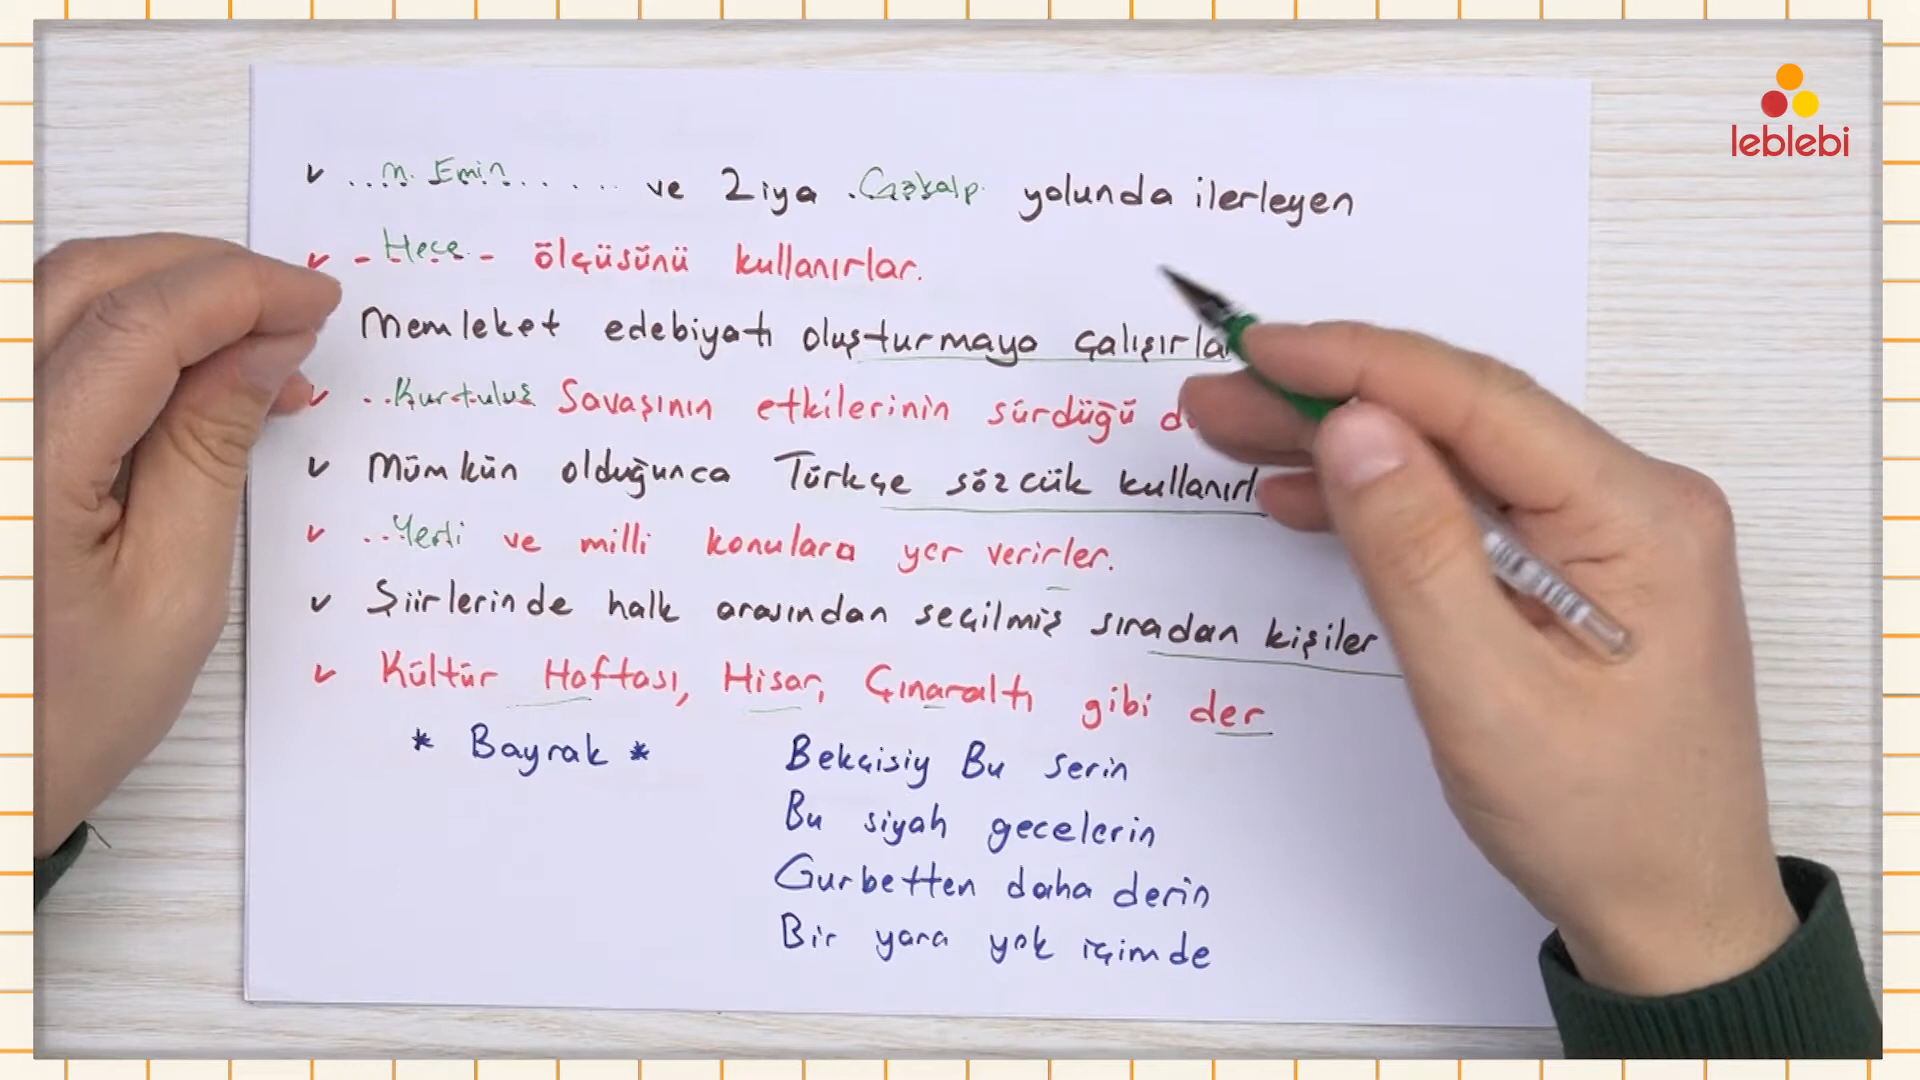 leblebi
✓ ...M. Emin..... ve Ziya .Gökalp. yolunda ilerleyen
✓ - Hece - ölçüsünü kullanırlar.
Memleket edebiyatı oluşturmaya çalışırla
✓ ..Kurtuluş Savaşının etkilerinin sürdüğü d
✓ Mümkün olduğunca Türkçe sözcük kullanırl
✓ ..Yerli ve milli konulara yer verirler.
✓ Şiirlerinde halk arasından seçilmiş sıradan kişiler
✓ Kültür Haftası, Hisar, Çınaraltı gibi der
* Bayrak *
Bekçisiy Bu serin
Bu siyah gecelerin
Gurbetten daha derin
Bir yara yok içimde